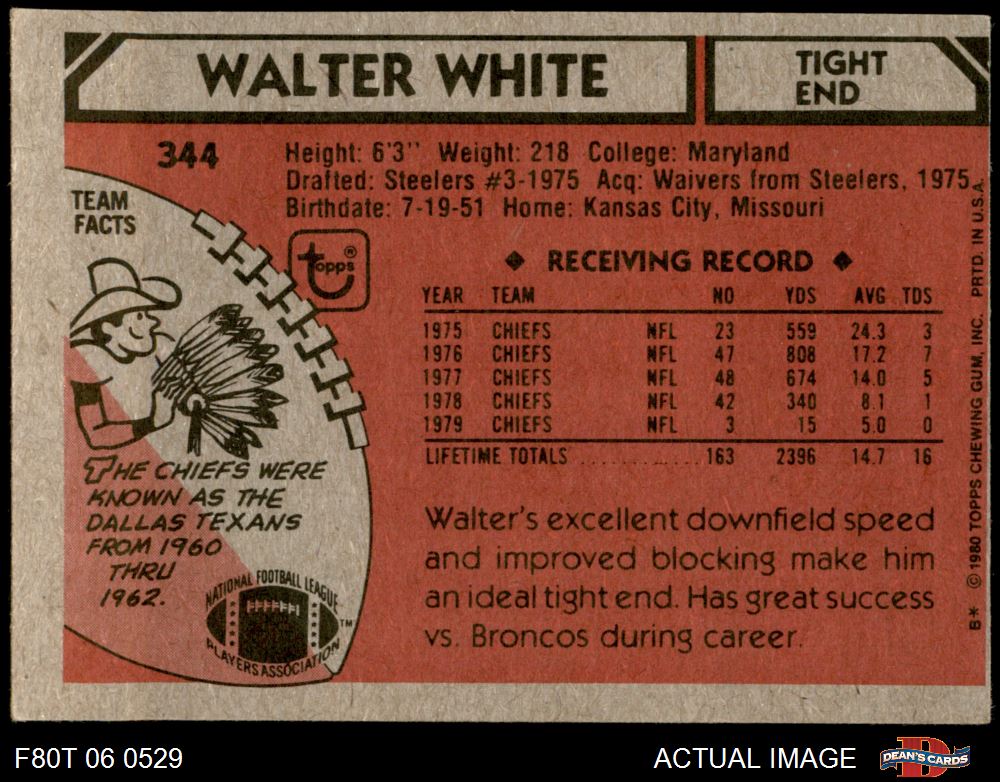 WALTER WHITE
TIGHT
END
344
Height: 6'3" Weight: 218 College: Maryland
Drafted: Steelers #3-1975 Acq: Waivers from Steelers, 1975.
Birthdate: 7-19-51 Home: Kansas City, Missouri
TEAM
FACTS
topps ®
◆ RECEIVING RECORD ◆
YEAR TEAM NO YDS AVG TDS
1975 CHIEFS NFL 23 559 24.3 3
1976 CHIEFS NFL 47 808 17.2 7
1977 CHIEFS NFL 48 674 14.0 5
1978 CHIEFS NFL 42 340 8.1 1
1979 CHIEFS NFL 3 15 5.0 0
LIFETIME TOTALS .............. 163 2396 14.7 16
THE CHIEFS WERE
KNOWN AS THE
DALLAS TEXANS
FROM 1960
THRU
1962.
NATIONAL FOOTBALL LEAGUE
PLAYERS ASSOCIATION
TM
Walter's excellent downfield speed
and improved blocking make him
an ideal tight end. Has great success
vs. Broncos during career.
B* © 1980 TOPPS CHEWING GUM, INC. PRTD. IN U.S.A.
F80T 06 0529
ACTUAL IMAGE
D
DEAN'S CARDS